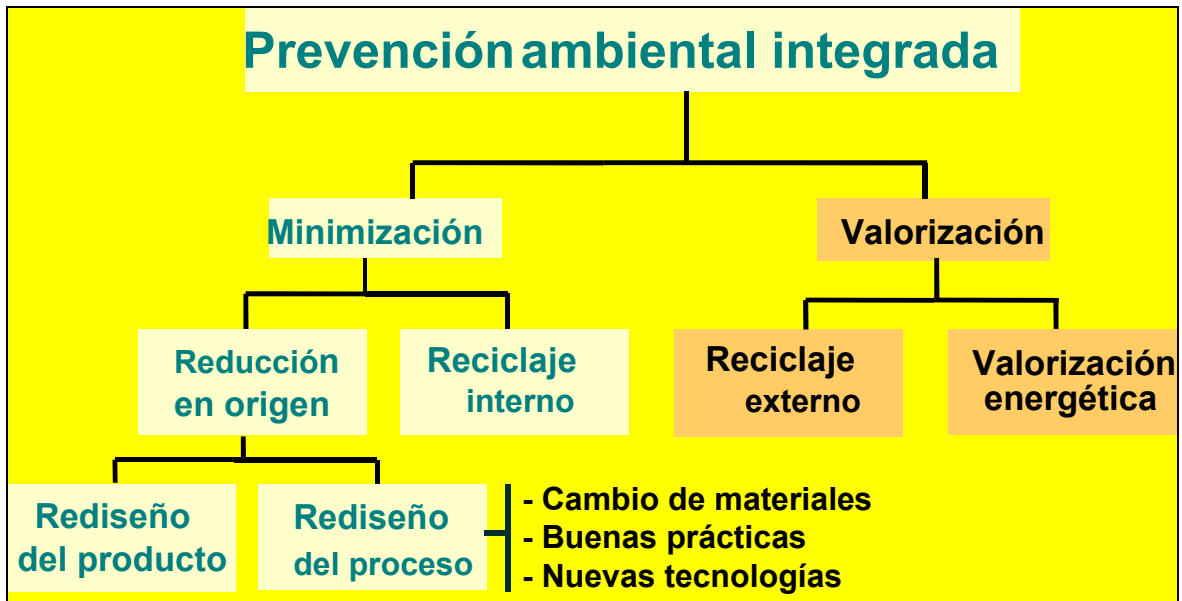 Prevención ambiental integrada
Minimización
Valorización
Reducción
en origen
Reciclaje
interno
Reciclaje
externo
Valorización
energética
Rediseño
del producto
Rediseño
del proceso
- Cambio de materiales
- Buenas prácticas
- Nuevas tecnologías